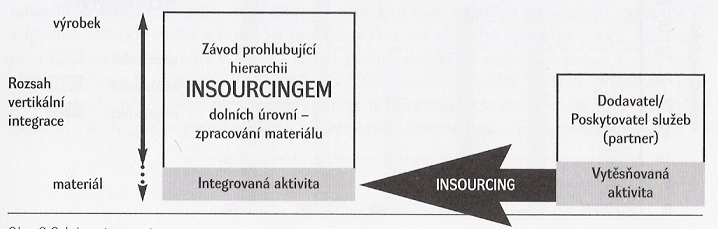 výrobek
Rozsah
vertikální
integrace
materiál
Závod prohlubující
hierarchii
INSOURCINGEM
dolních úrovní –
zpracování materiálu
Integrovaná aktivita
INSOURCING
Dodavatel/
Poskytovatel služeb
(partner)
Vytěsňovaná
aktivita